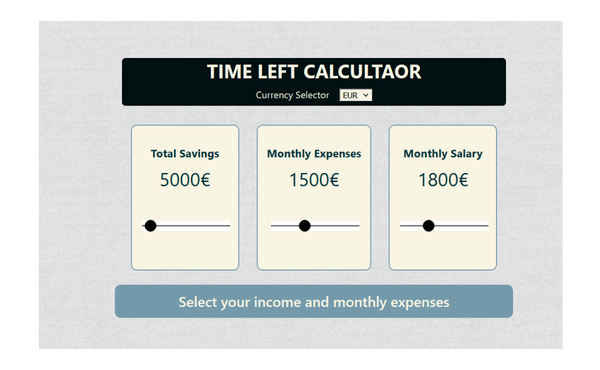 TIME LEFT CALCULTAOR
Currency Selector EUR
Total Savings
5000€
Monthly Expenses
1500€
Monthly Salary
1800€
Select your income and monthly expenses